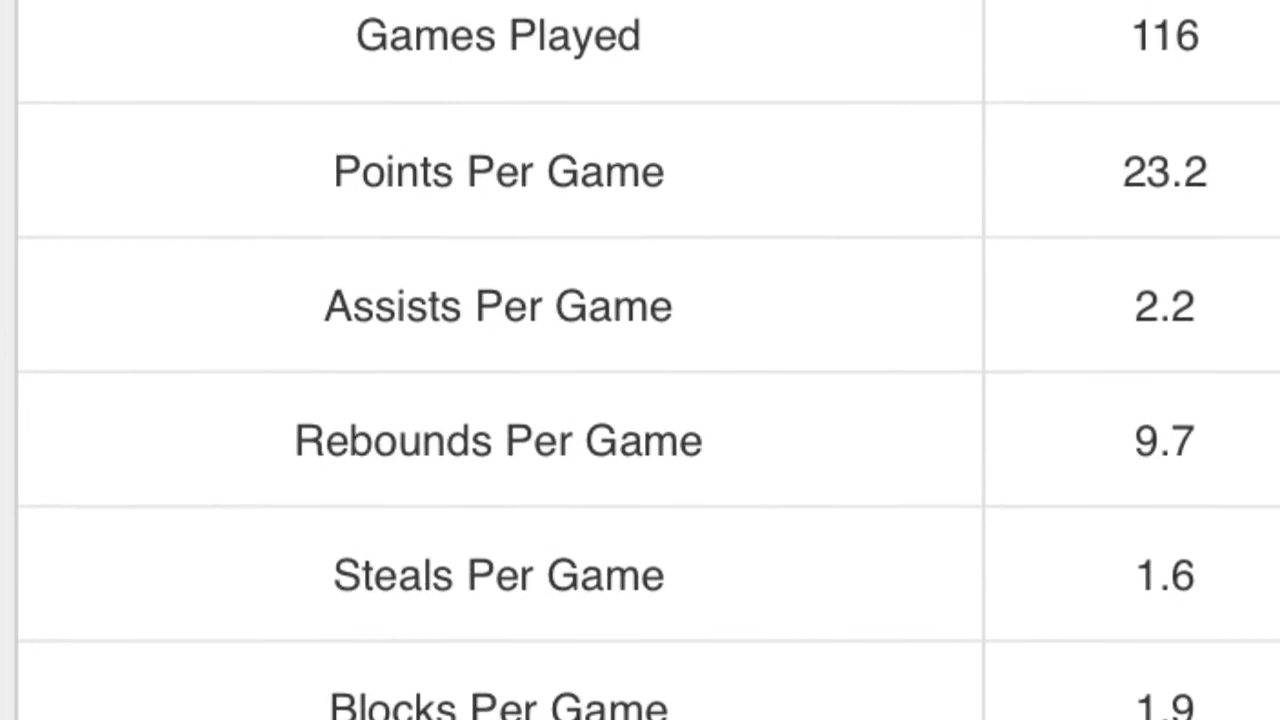 Games Played 116
Points Per Game 23.2
Assists Per Game 2.2
Rebounds Per Game 9.7
Steals Per Game 1.6
Blocks Per Game 1.9